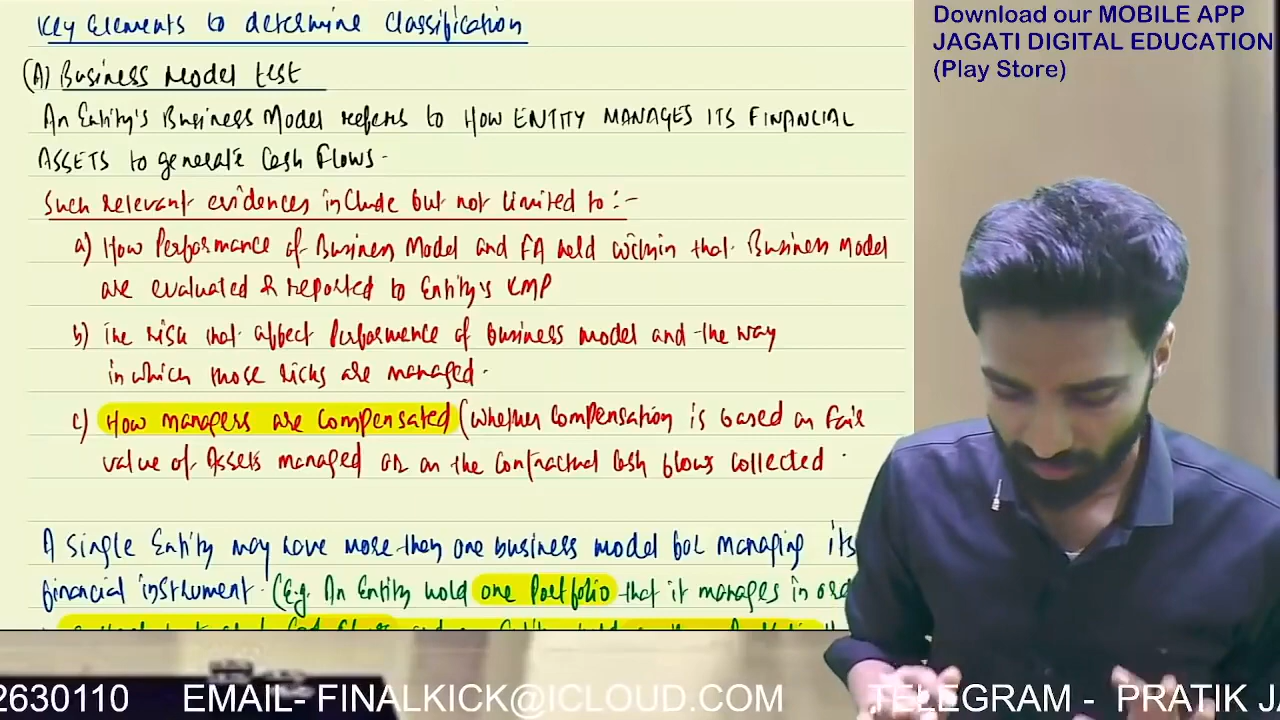 Key Elements to determine Classification
(A) Business Model test
An Entity's Business Model refers to HOW ENTITY MANAGES ITS FINANCIAL
ASSETS to generate Cash flows.
Such relevant evidences include but not limited to :-
a) How Performance of Business Model and FA held within that Business Model
are evaluated & reported to Entity's KMP
b) The risk that affect Performance of business model and the way
in which those risks are managed.
c) How managers are compensated (Whether Compensation is based on Fair
value of Assets managed OR on the Contractual Cash flows collected
A single Entity may have more than one business model for Managing its
financial instrument. (E.g. An Entity hold one Portfolio that it manages in
Download our MOBILE APP
JAGATI DIGITAL EDUCATION
(Play Store)
2630110 EMAIL- FINALKICK@ICLOUD.COM TELEGRAM - PRATIK